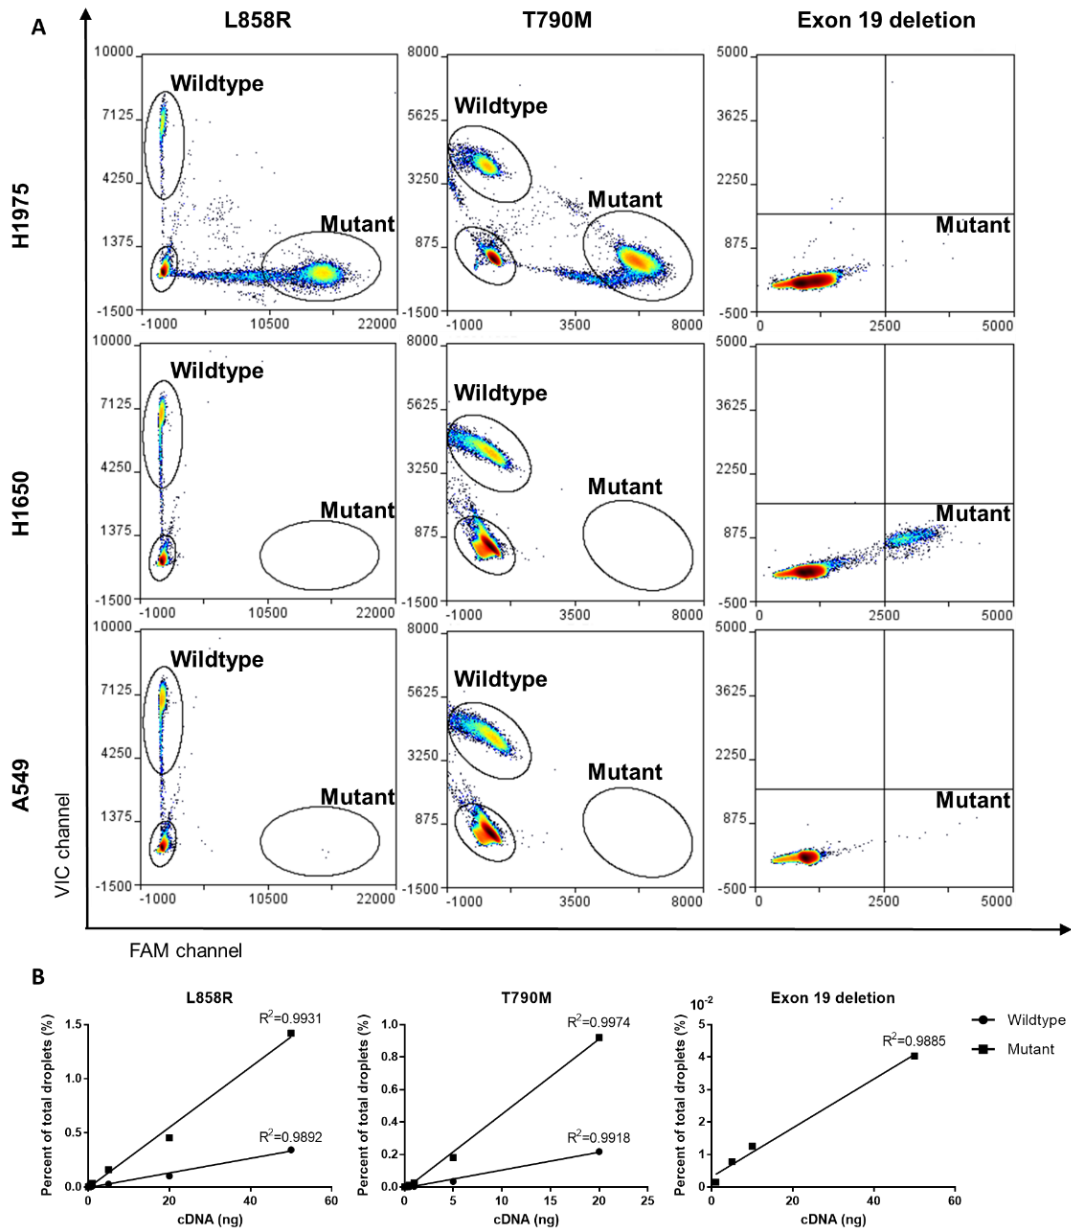 A
L858R
T790M
Exon 19 deletion
H1975
10000
7125
4250
1375
-1500
-1000
10500
22000
Wildtype
Mutant
8000
5625
3250
875
-1500
-1000
3500
8000
Wildtype
Mutant
5000
3625
2250
875
-500
0
2500
5000
Mutant
H1650
10000
7125
4250
1375
-1500
-1000
10500
22000
Wildtype
Mutant
8000
5625
3250
875
-1500
-1000
3500
8000
Wildtype
Mutant
5000
3625
2250
875
-500
0
2500
5000
Mutant
A549
10000
7125
4250
1375
-1500
-1000
10500
22000
Wildtype
Mutant
8000
5625
3250
875
-1500
-1000
3500
8000
Wildtype
Mutant
5000
3625
2250
875
-500
0
2500
5000
Mutant
VIC channel
FAM channel
B
L858R
Percent of total droplets (%)
1.5
1.0
0.5
0.0
0
20
40
60
cDNA (ng)
R²=0.9931
R²=0.9892
T790M
Percent of total droplets (%)
1.0
0.8
0.6
0.4
0.2
0.0
0
5
10
15
20
25
cDNA (ng)
R²=0.9974
R²=0.9918
10⁻²
Exon 19 deletion
Percent of total droplets (%)
5
4
3
2
1
0
0
20
40
60
cDNA (ng)
R²=0.9885
Wildtype
Mutant